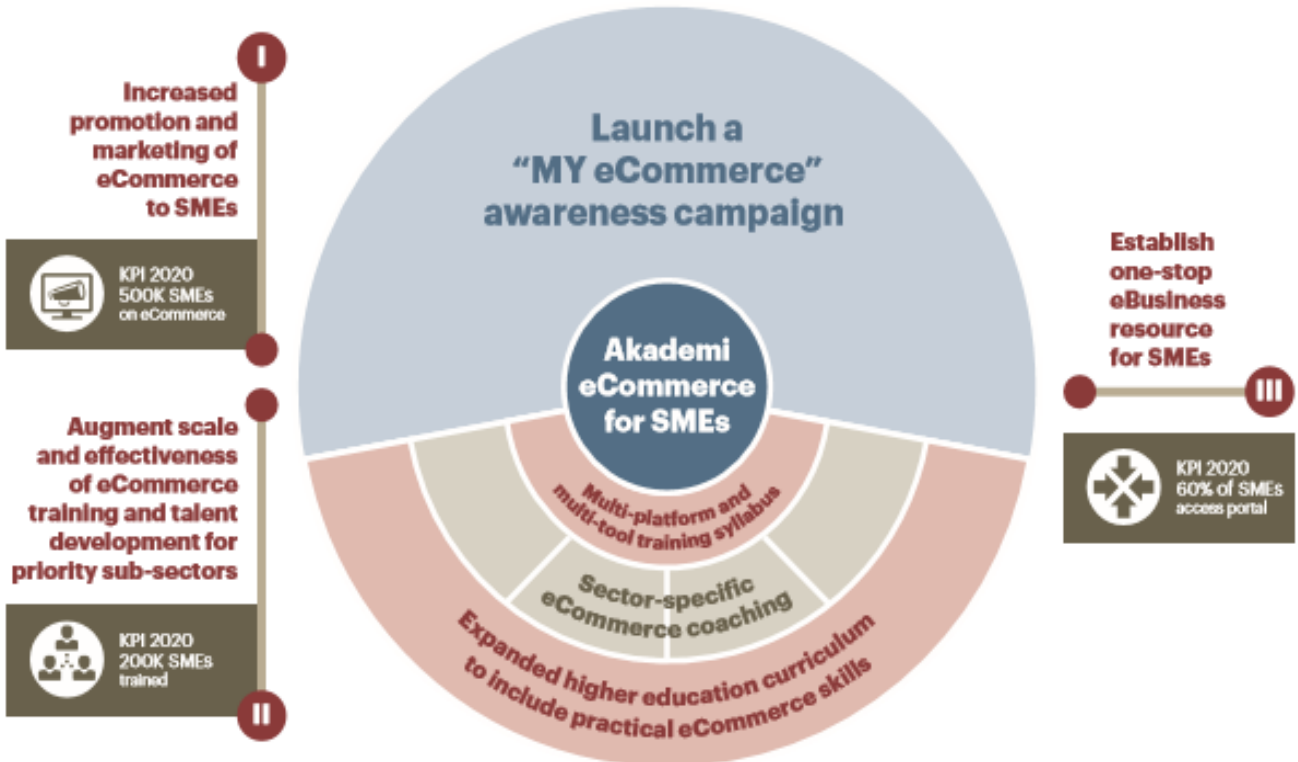 I
Increased
promotion and
marketing of
eCommerce
to SMEs
KPI 2020
500K SMEs
on eCommerce
Augment scale
and effectiveness
of eCommerce
training and talent
development for
priority sub-sectors
KPI 2020
200K SMEs
trained
II
Launch a
“MY eCommerce”
awareness campaign
Akademi
eCommerce
for SMEs
Multi-platform and
multi-tool training syllabus
Sector-specific
eCommerce coaching
Expanded higher education curriculum
to include practical eCommerce skills
Establish
one-stop
eBusiness
resource
for SMEs
III
KPI 2020
60% of SMEs
access portal